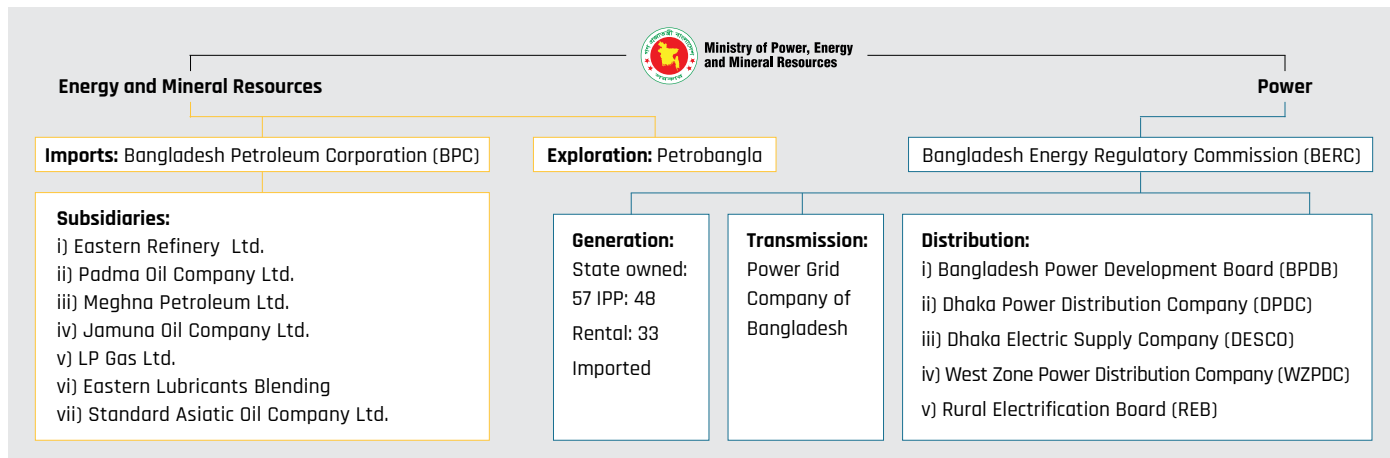 Ministry of Power, Energy
and Mineral Resources
Energy and Mineral Resources
Power
Imports: Bangladesh Petroleum Corporation (BPC)
Exploration: Petrobangla
Bangladesh Energy Regulatory Commission (BERC)
Subsidiaries:
i) Eastern Refinery Ltd.
ii) Padma Oil Company Ltd.
iii) Meghna Petroleum Ltd.
iv) Jamuna Oil Company Ltd.
v) LP Gas Ltd.
vi) Eastern Lubricants Blending
vii) Standard Asiatic Oil Company Ltd.
Generation:
State owned:
57 IPP: 48
Rental: 33
Imported
Transmission:
Power Grid
Company of
Bangladesh
Distribution:
i) Bangladesh Power Development Board (BPDB)
ii) Dhaka Power Distribution Company (DPDC)
iii) Dhaka Electric Supply Company (DESCO)
iv) West Zone Power Distribution Company (WZPDC)
v) Rural Electrification Board (REB)